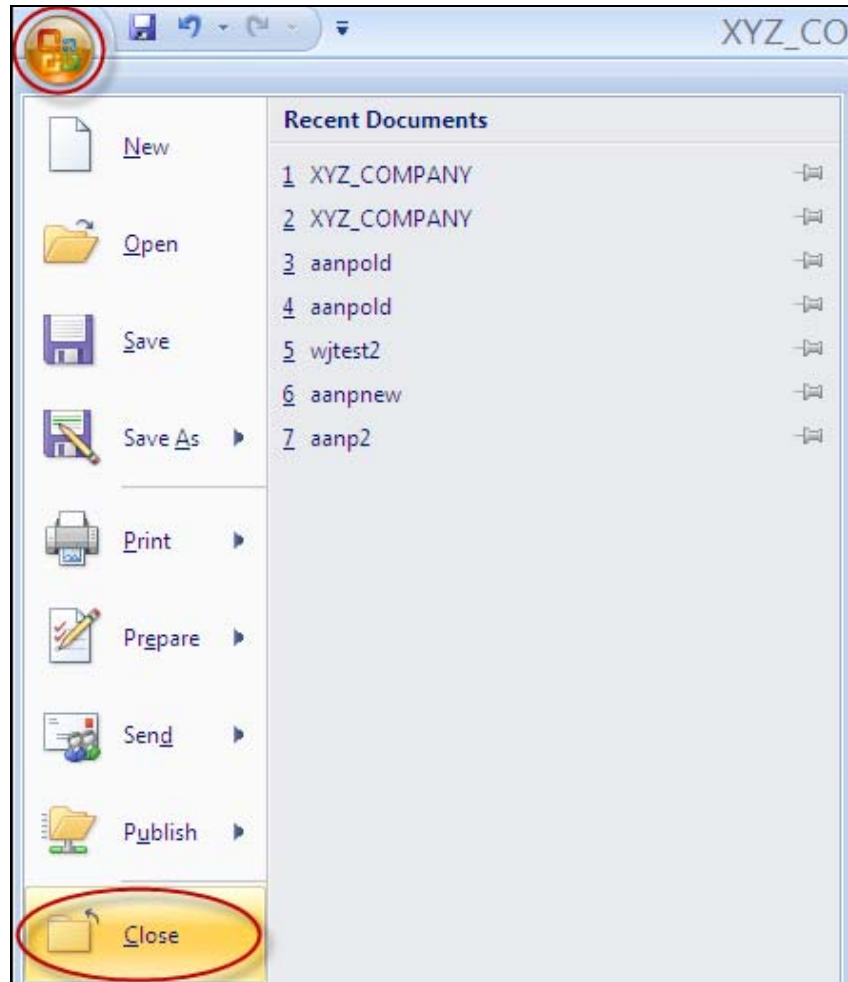 XYZ_CO
New
Open
Save
Save As
Print
Prepare
Send
Publish
Close
Recent Documents
1 XYZ_COMPANY
2 XYZ_COMPANY
3 aanpold
4 aanpold
5 wjtest2
6 aanpnew
7 aanp2